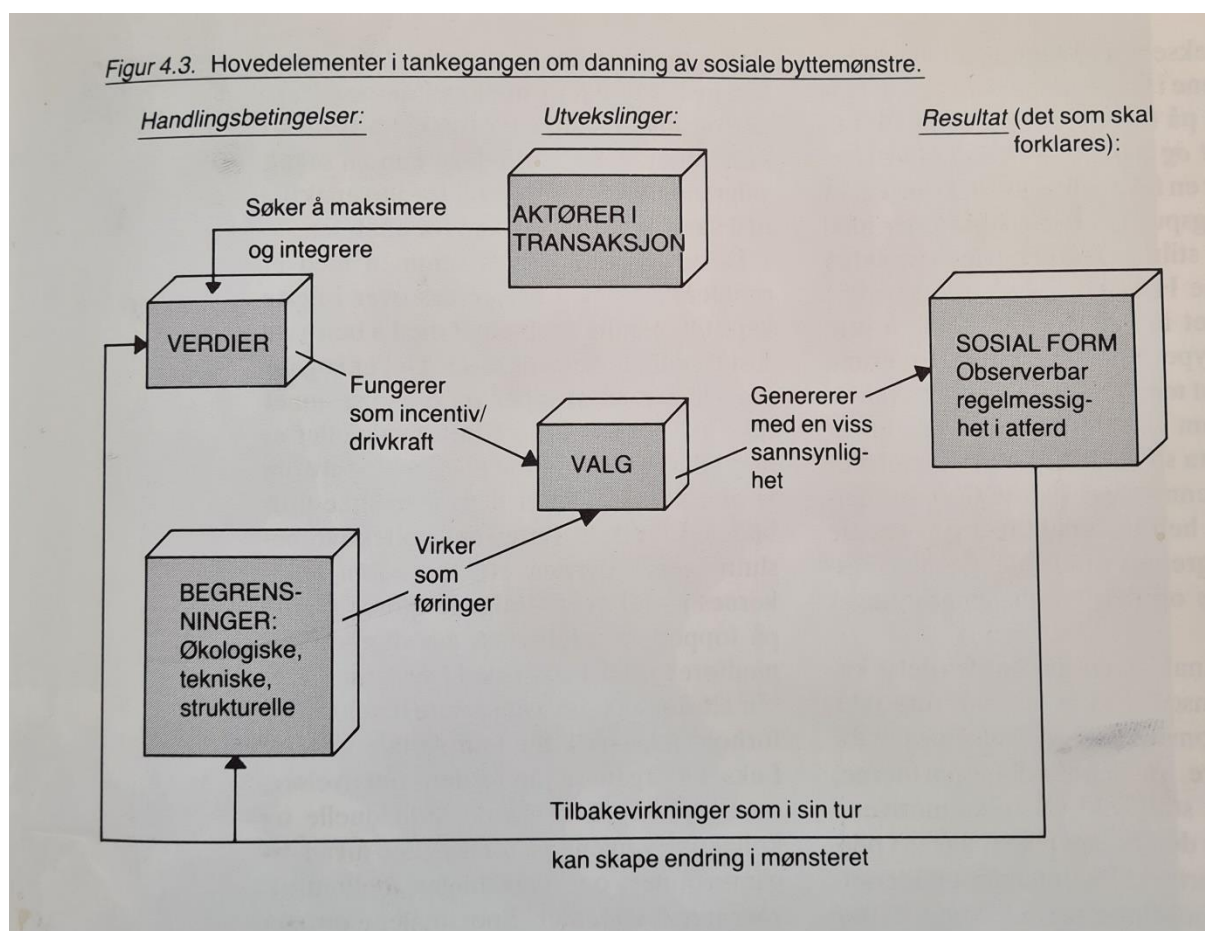 Figur 4.3. Hovedelementer i tankegangen om danning av sosiale byttemønstre.
Handlingsbetingelser:
Utvekslinger:
Resultat (det som skal
forklares):
Søker å maksimere
og integrere
AKTØRER I
TRANSAKSJON
VERDIER
Fungerer
som incentiv/
drivkraft
VALG
Genererer
med en viss
sannsynlig-
het
SOSIAL FORM
Observerbar
regelmessig-
het i atferd
BEGRENS-
NINGER:
Økologiske,
tekniske,
strukturelle
Virker
som
føringer
Tilbakevirkninger som i sin tur
kan skape endring i mønsteret